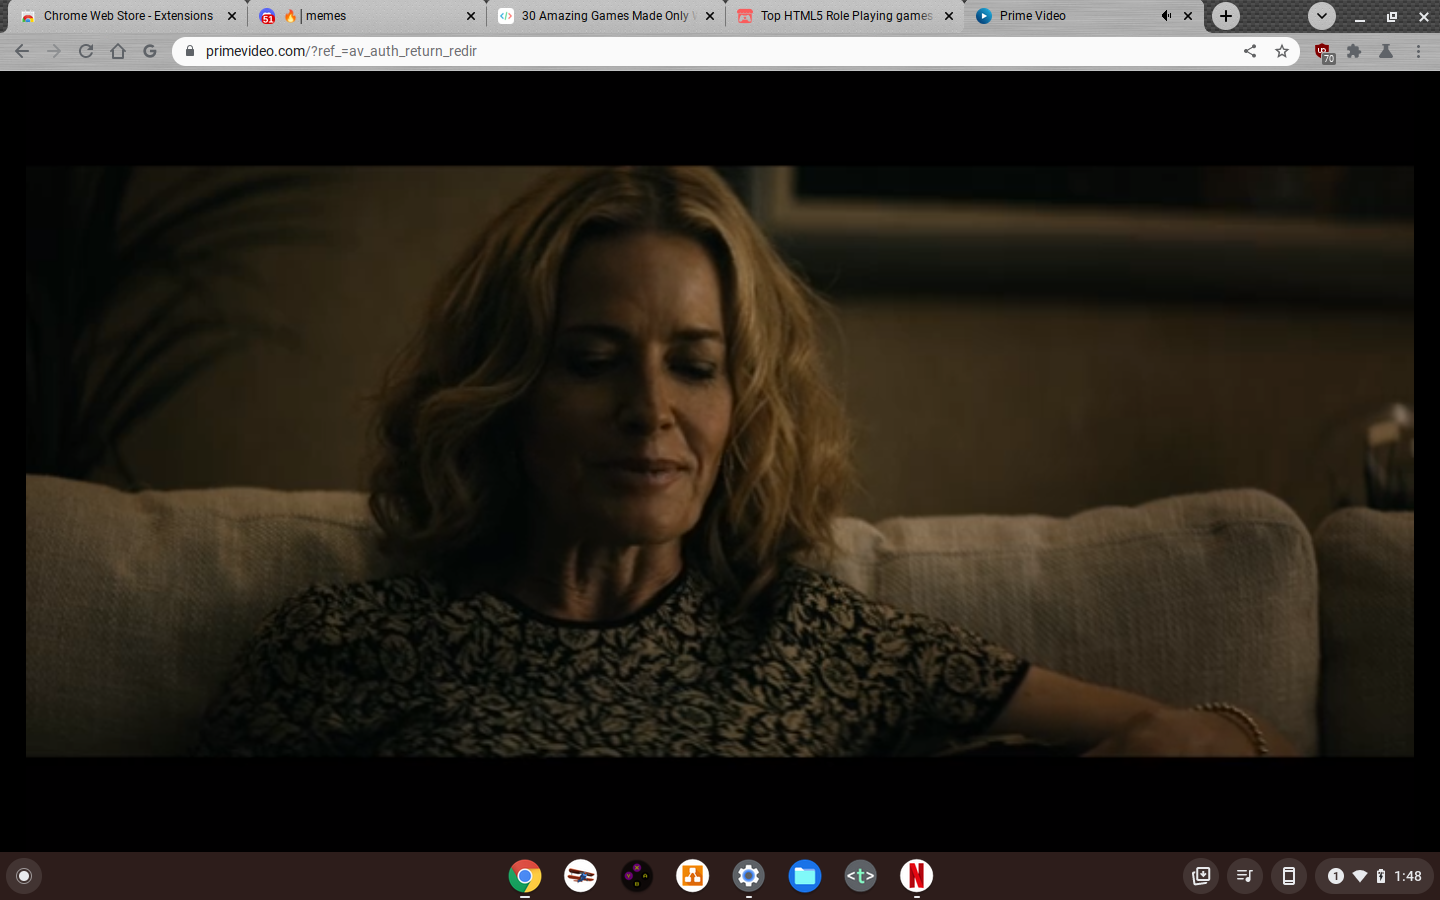 Chrome Web Store - Extensions
51
🔥 | memes
30 Amazing Games Made Only
Top HTML5 Role Playing games
Prime Video
primevideo.com/?ref_=av_auth_return_redir
70
<t>
N
1
1:48